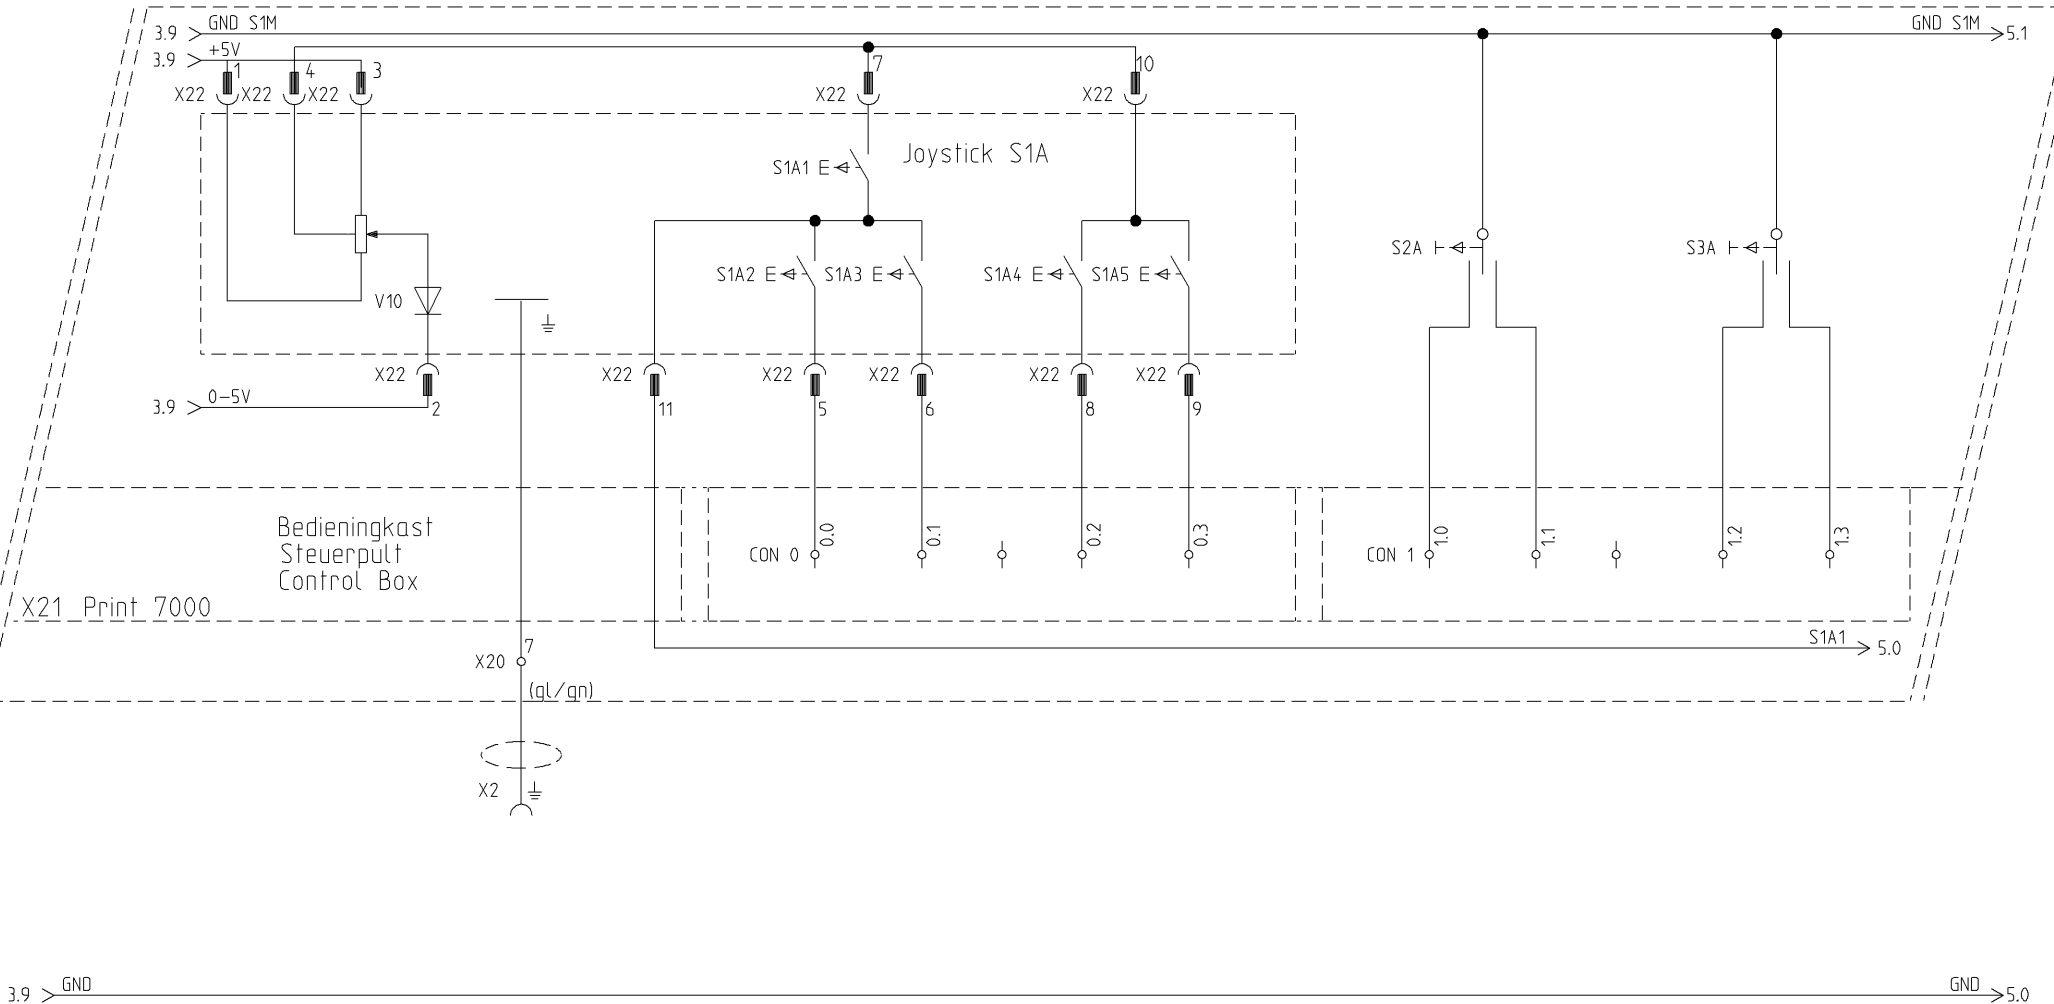 3.9 GND S1M GND S1M 5.1
3.9 +5V
1 4 3 7 10
X22 X22 X22 X22 X22
Joystick S1A
S1A1
S2A S3A
S1A2 S1A3 S1A4 S1A5
V10
X22 X22 X22 X22 X22 X22
3.9 0-5V 2 11 5 6 8 9
Bedieningkast
Steuerpult
Control Box
CON 0 0.0 0.1 0.2 0.3 CON 1 1.0 1.1 1.2 1.3
X21 Print 7000
7 S1A1 5.0
X20
(gl/gn)
X2
3.9 GND GND 5.0